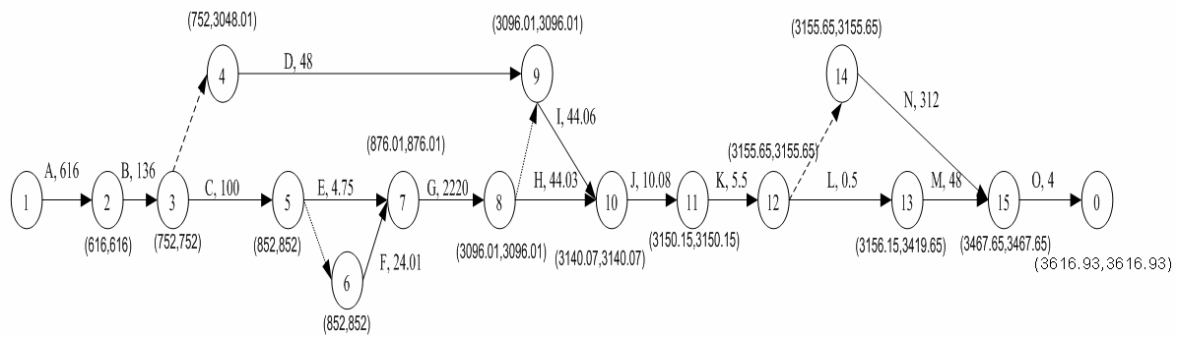 (752,3048.01)
(3096.01,3096.01)
(3155.65,3155.65)
4
D, 48
9
14
N, 312
I, 44.06
(876.01,876.01)
(3155.65,3155.65)
A, 616
B, 136
C, 100
E, 4.75
G, 2220
H, 44.03
J, 10.08
K, 5.5
L, 0.5
M, 48
O, 4
1
2
3
5
7
8
10
11
12
13
15
0
(616,616)
(752,752)
(852,852)
(3096.01,3096.01)
(3140.07,3140.07)
(3150.15,3150.15)
(3156.15,3419.65)
(3467.65,3467.65)
(3616.93,3616.93)
F, 24.01
6
(852,852)